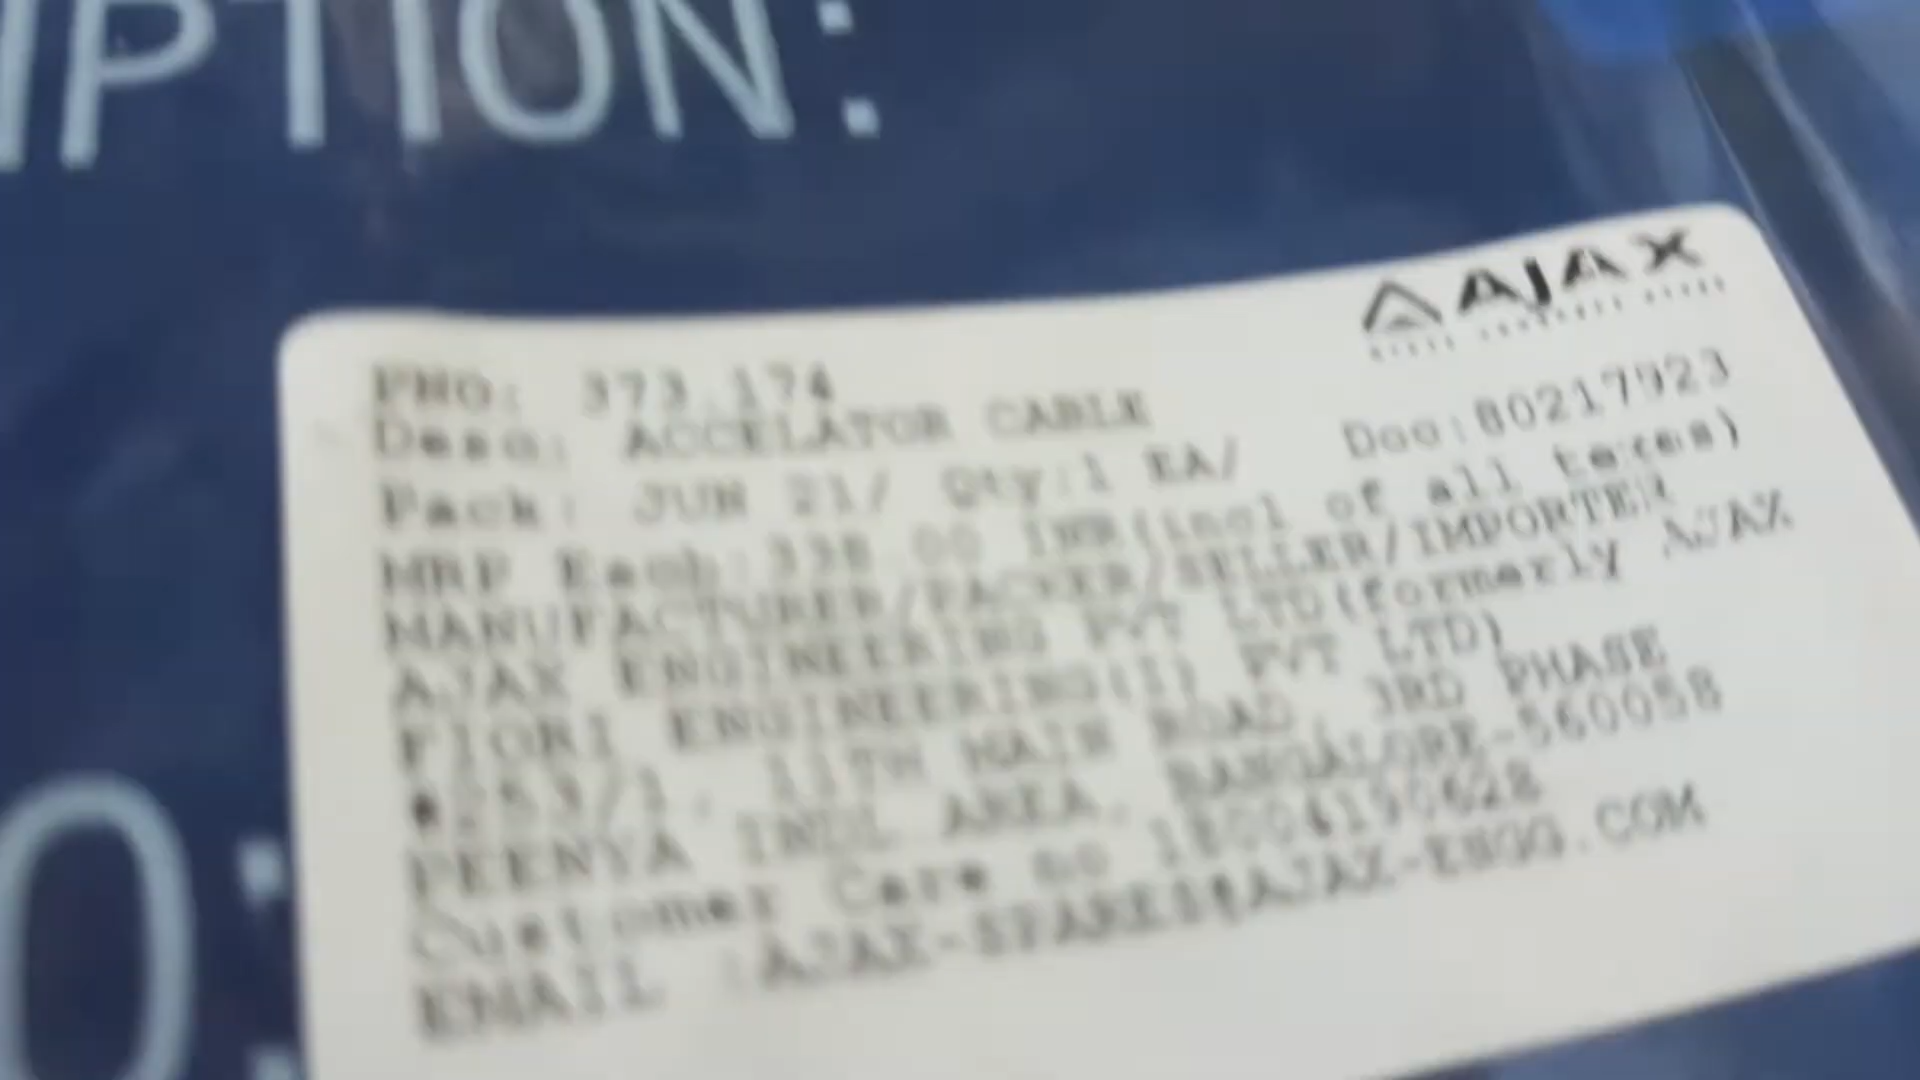 IPTION:
AJAX
PNO: 373.174
Desc: ACCELATOR CABLE
Doc:80217923
Pack: JUN 21/ Qty:1 EA/
MRP Each:338.00 INR(incl of all taxes)
MANUFACTURER/PACKER/SELLER/IMPORTER
AJAX ENGINEERING PVT LTD(formerly AJAX
FIORI ENGINEERING(I) PVT LTD)
#253/1, 11TH MAIN ROAD, 3RD PHASE
PEENYA INDL AREA, BANGALORE-560058
Customer Care no 18004190628
EMAIL :AJAX-SPARES@AJAX-ENGG.COM
O: